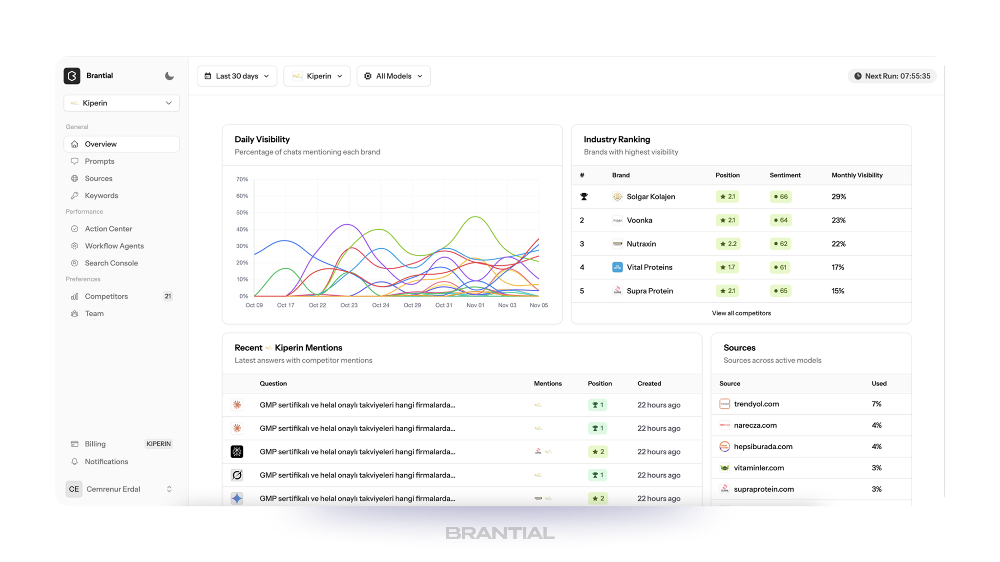 Brantial
Kiperin
General
Overview
Prompts
Sources
Keywords
Performance
Action Center
Workflow Agents
Search Console
Preferences
Competitors 21
Team
Billing KIPERIN
Notifications
CE Cemrenur Erdal
Last 30 days Kiperin All Models Next Run: 07:55:35
Daily Visibility
Percentage of chats mentioning each brand
70%
60%
50%
40%
30%
20%
10%
0%
Oct 09 Oct 17 Oct 22 Oct 23 Oct 24 Oct 29 Oct 31 Nov 01 Nov 03 Nov 05
Industry Ranking
Brands with highest visibility
# Brand Position Sentiment Monthly Visibility
Solgar Kolajen 2.1 66 29%
2 VOONKA Voonka 2.1 64 23%
3 Nutraxin 2.2 62 22%
4 Vital Proteins 1.7 61 17%
5 SUPRA Supra Protein 2.1 65 15%
View all competitors
Recent Kiperin Mentions
Latest answers with competitor mentions
Question Mentions Position Created
GMP sertifikalı ve helal onaylı takviyeleri hangi firmalarda... 1 22 hours ago
GMP sertifikalı ve helal onaylı takviyeleri hangi firmalarda... 1 22 hours ago
GMP sertifikalı ve helal onaylı takviyeleri hangi firmalarda... SUPRA 2 22 hours ago
GMP sertifikalı ve helal onaylı takviyeleri hangi firmalarda... 1 22 hours ago
GMP sertifikalı ve helal onaylı takviyeleri hangi firmalarda... 2 22 hours ago
Sources
Sources across active models
Source Used
trendyol.com 7%
narecza.com 4%
hepsiburada.com 4%
vitaminler.com 3%
SUPRA supraprotein.com 3%
BRANTIAL